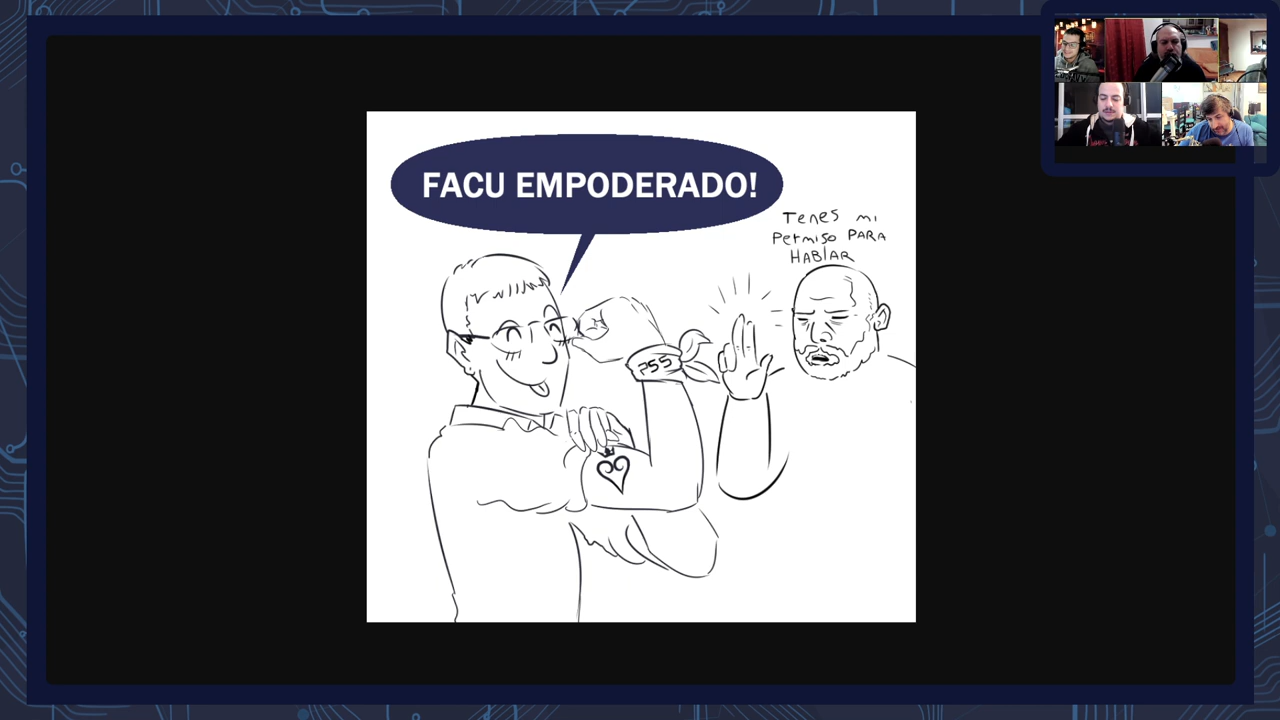 FACU EMPODERADO!
Tenes mi
Permiso PARA
HABlAR
PS5